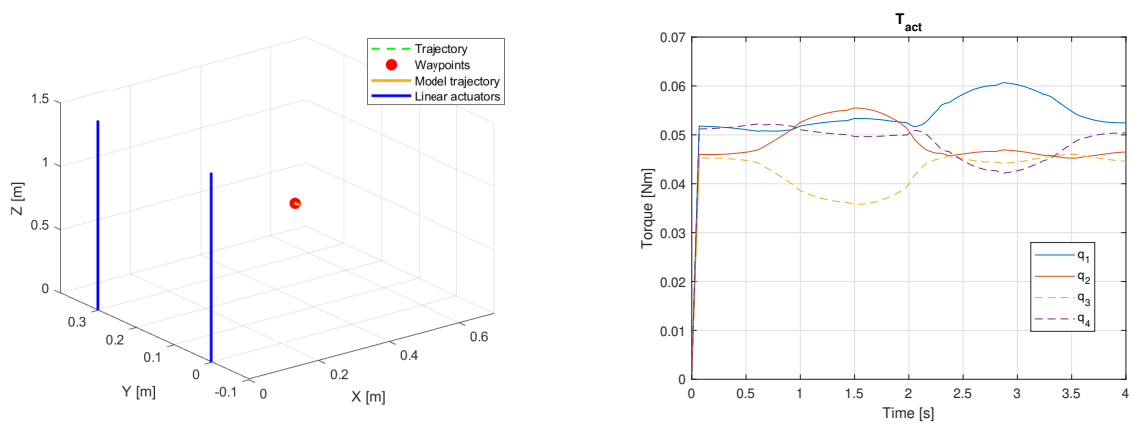 Trajectory
Waypoints
Model trajectory
Linear actuators
1.5
1
0.5
0
Z [m]
0.3
0.2
0.1
0
-0.1
Y [m]
0
0.2
0.4
0.6
X [m]
T_act
0.07
0.06
0.05
0.04
0.03
0.02
0.01
0
Torque [Nm]
q_1
q_2
q_3
q_4
0 0.5 1 1.5 2 2.5 3 3.5 4
Time [s]